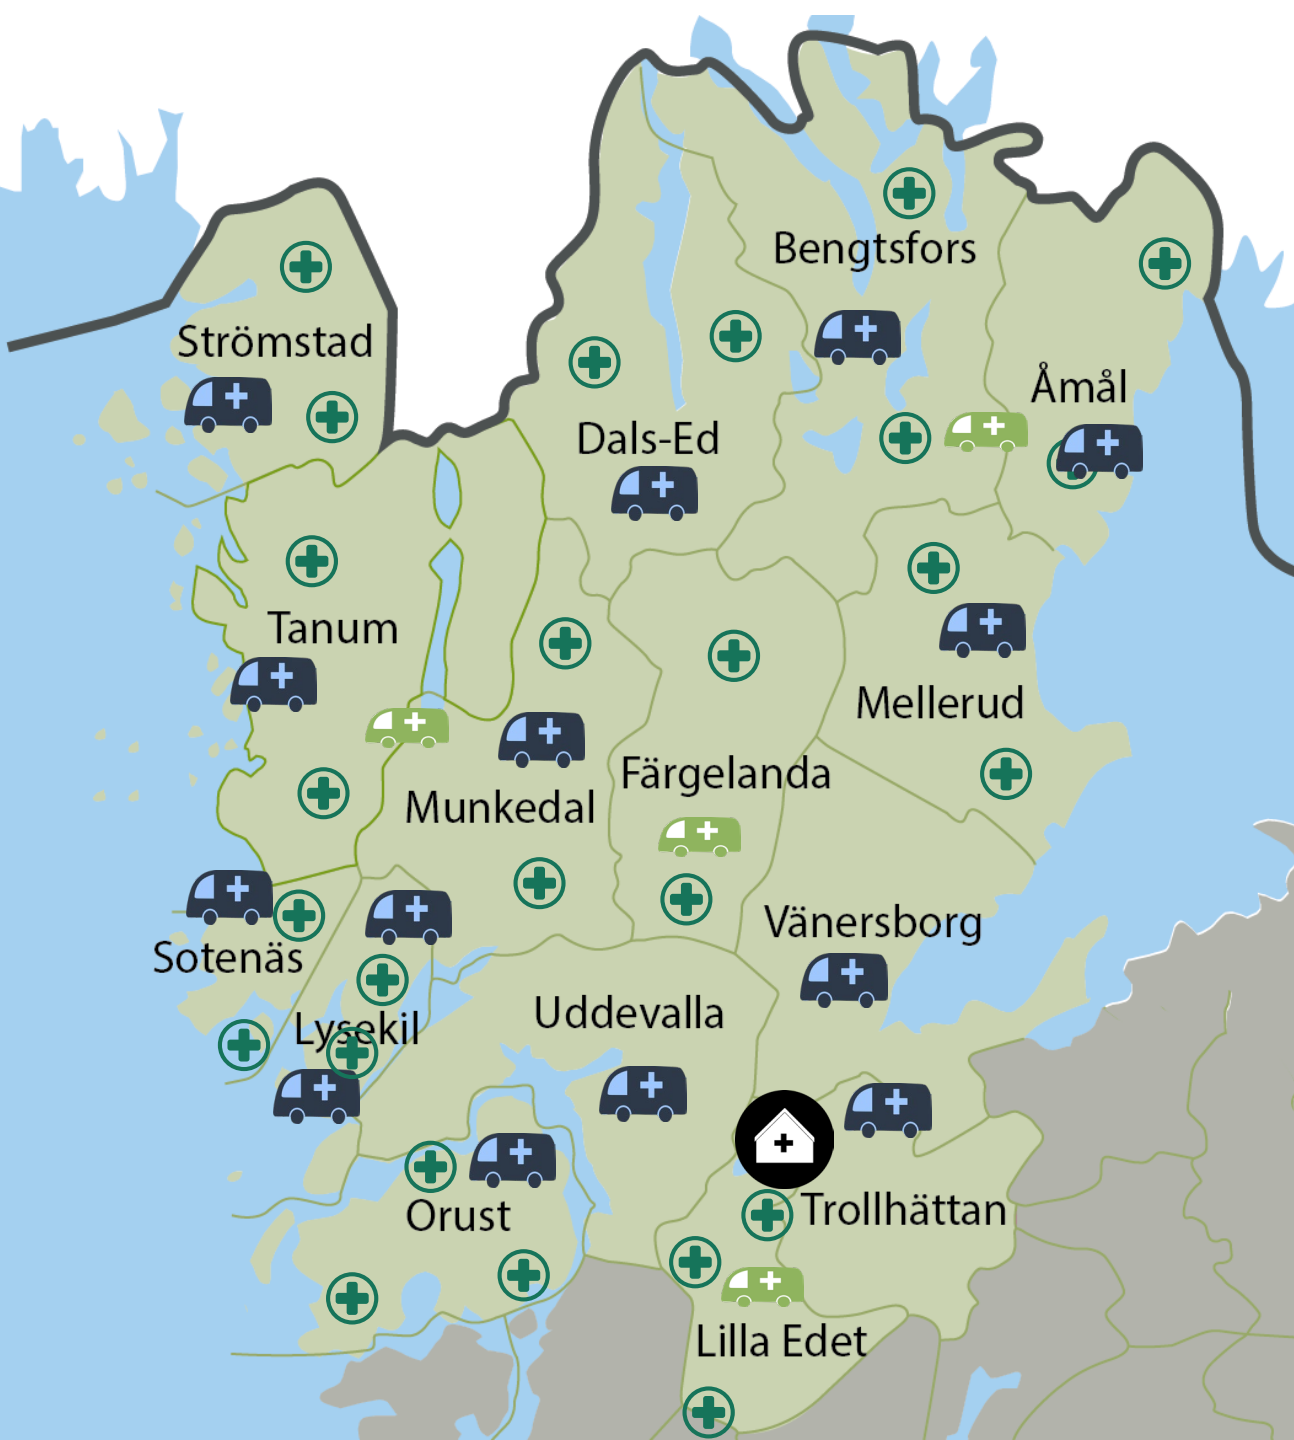 Bengtsfors
Strömstad
Åmål
Dals-Ed
Tanum
Mellerud
Färgelanda
Munkedal
Vänersborg
Sotenäs
Uddevalla
Lysekil
Trollhättan
Orust
Lilla Edet